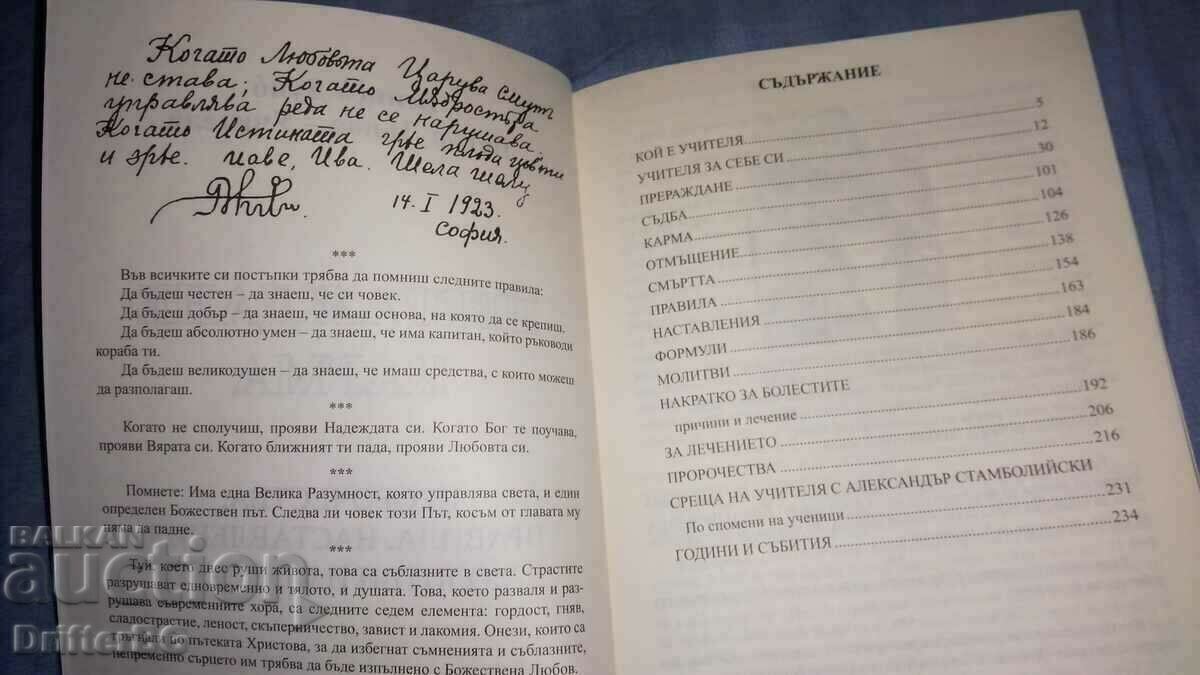 Когато Любовьта Царува смутъ
не става; Когато Мѫдростьта
управлява реда не се нарушава.
Когато Истината грѣе плода цъвти
и зрѣе.
14. I 1923.
София.
***
Във всичките си постъпки трябва да помниш следните правила:
Да бъдеш честен – да знаеш, че си човек.
Да бъдеш добър – да знаеш, че имаш основа, на която да се крепиш.
Да бъдеш абсолютно умен – да знаеш, че има капитан, който ръководи
кораба ти.
Да бъдеш великодушен – да знаеш, че имаш средства, с които можеш
да разполагаш.
***
Когато не сполучиш, прояви Надеждата си. Когато Бог те поучава,
прояви Вярата си. Когато ближният ти пада, прояви Любовта си.
***
Помнете: Има една Велика Разумност, която управлява света, и един
определен Божествен път. Следва ли човек този Път, косъм от главата му
няма да падне.
***
Туй, което днес руши живота, това са съблазните в света. Страстите
разрушават едновременно и тялото, и душата. Това, което разваля и раз-
рушава съвременните хора, са следните седем елемента: гордост, гняв,
сладострастие, леност, скъперничество, завист и лакомия. Онези, които са
тръгнали по пътеката Христова, за да избегнат съмненията и съблазните,
непременно сърцето им трябва да бъде изпълнено с Божествена Любов.
СЪДЪРЖАНИЕ
КОЙ Е УЧИТЕЛЯ 5
УЧИТЕЛЯ ЗА СЕБЕ СИ 12
ПРЕРАЖДАНЕ 30
СЪДБА 101
КАРМА 104
ОТМЪЩЕНИЕ 126
СМЪРТТА 138
ПРАВИЛА 154
НАСТАВЛЕНИЯ 163
ФОРМУЛИ 184
МОЛИТВИ 186
НАКРАТКО ЗА БОЛЕСТИТЕ
причини и лечение 192
ЗА ЛЕЧЕНИЕТО 206
ПРОРОЧЕСТВА 216
СРЕЩА НА УЧИТЕЛЯ С АЛЕКСАНДЪР СТАМБОЛИЙСКИ
По спомени на ученици 231
ГОДИНИ И СЪБИТИЯ 234
BALKAN
auction